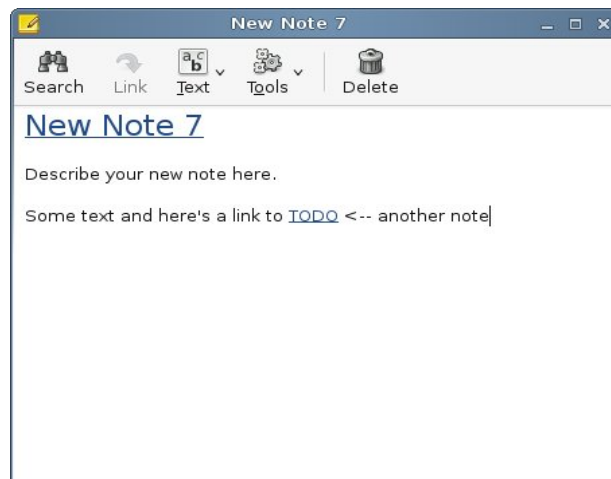 New Note 7
Search Link Text Tools Delete
New Note 7
Describe your new note here.
Some text and here's a link to TODO <-- another note